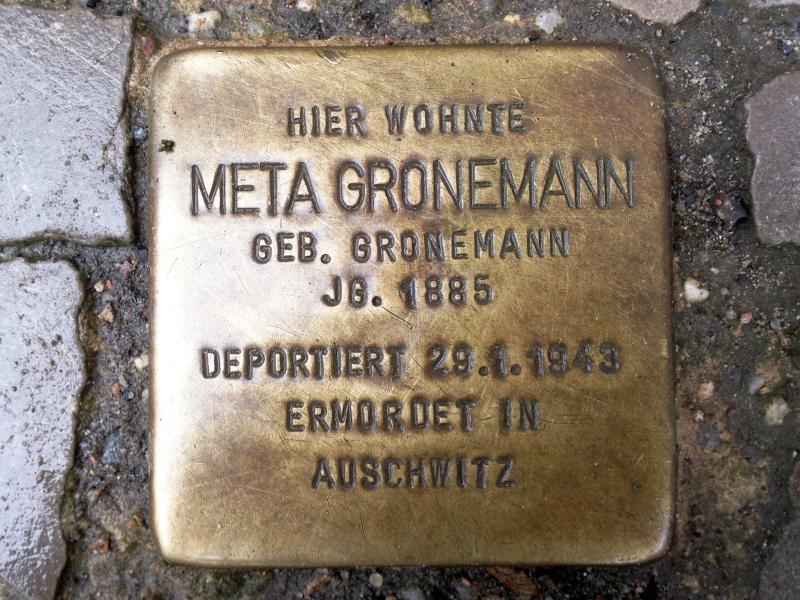 HIER WOHNTE
META GRONEMANN
GEB. GRONEMANN
JG. 1885
DEPORTIERT 29.1.1943
ERMORDET IN
AUSCHWITZ